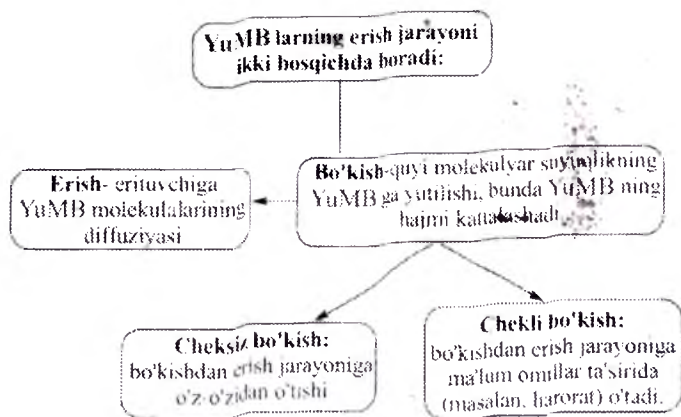 YuMB larning erish jarayoni
ikki bosqichda boradi:
Erish- erituvchiga
YuMB molekulalarining
diffuziyasi
Bo'kish-quyi molekulyar suyuqlikning
YuMB ga yutilishi, bunda YuMB ning
hajmi kattalashadi
Cheksiz bo'kish:
bo'kishdan erish jarayoniga
o'z-o'zidan o'tishi
Chekli bo'kish:
bo'kishdan erish jarayoniga
ma'lum omillar ta'sirida
(masalan, harorat) o'tadi.